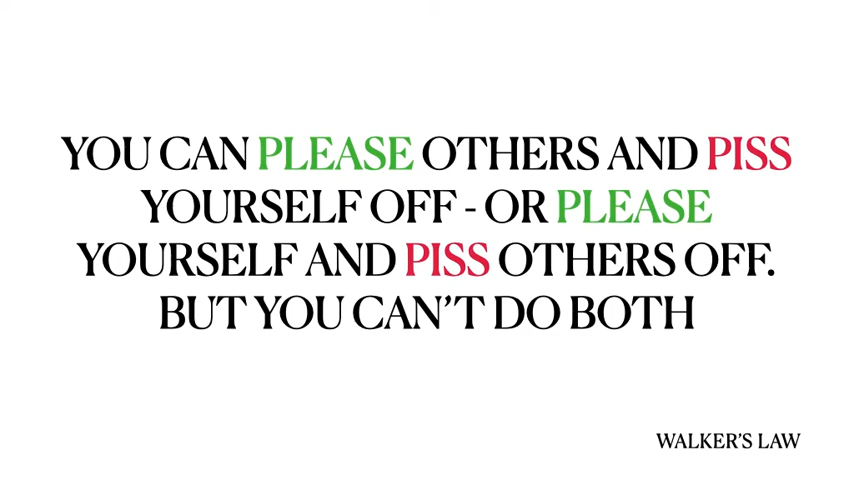 YOU CAN PLEASE OTHERS AND PISS
YOURSELF OFF - OR PLEASE
YOURSELF AND PISS OTHERS OFF.
BUT YOU CAN’T DO BOTH
WALKER’S LAW